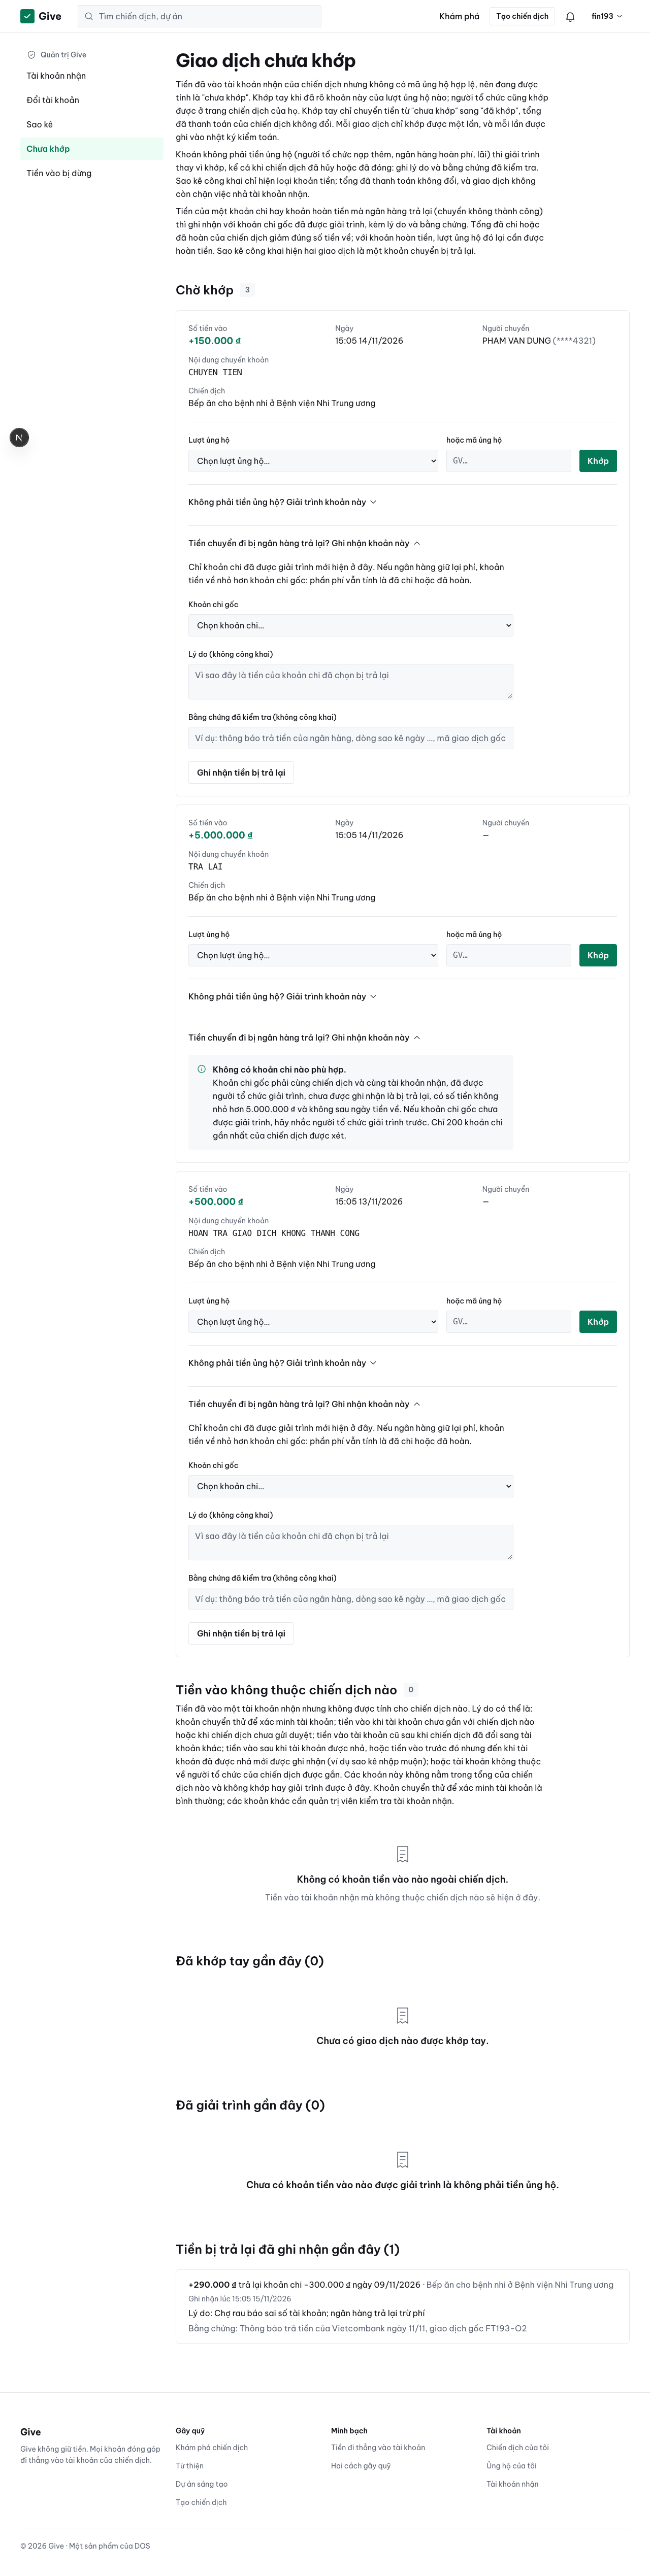 Give
Tìm chiến dịch, dự án
Khám phá
Tạo chiến dịch
fin193
Quản trị Give
Tài khoản nhận
Đổi tài khoản
Sao kê
Chưa khớp
Tiền vào bị dừng
Giao dịch chưa khớp
Tiền đã vào tài khoản nhận của chiến dịch nhưng không có mã ủng hộ hợp lệ, nên đang được
tính là "chưa khớp". Khớp tay khi đã rõ khoản này của lượt ủng hộ nào; người tổ chức cũng khớp
được ở trang chiến dịch của họ. Khớp tay chỉ chuyển tiền từ "chưa khớp" sang "đã khớp", tổng
đã thanh toán của chiến dịch không đổi. Mỗi giao dịch chỉ khớp được một lần, và mỗi lần được
ghi vào nhật ký kiểm toán.
Khoản không phải tiền ủng hộ (người tổ chức nạp thêm, ngân hàng hoàn phí, lãi) thì giải trình
thay vì khớp, kể cả khi chiến dịch đã hủy hoặc đã đóng: ghi lý do và bằng chứng đã kiểm tra.
Sao kê công khai chỉ hiện loại khoản tiền; tổng đã thanh toán không đổi, và giao dịch không
còn chặn việc nhả tài khoản nhận.
Tiền của một khoản chi hay khoản hoàn tiền mà ngân hàng trả lại (chuyển không thành công)
thì ghi nhận với khoản chi gốc đã được giải trình, kèm lý do và bằng chứng. Tổng đã chi hoặc
đã hoàn của chiến dịch giảm đúng số tiền về; với khoản hoàn tiền, lượt ủng hộ đó lại cần được
hoàn tiền. Sao kê công khai hiện hai giao dịch là một khoản chuyển bị trả lại.
Chờ khớp 3
Số tiền vào
Ngày
Người chuyển
+150.000 ₫
15:05 14/11/2026
PHAM VAN DUNG (****4321)
Nội dung chuyển khoản
CHUYEN TIEN
Chiến dịch
Bếp ăn cho bệnh nhi ở Bệnh viện Nhi Trung ương
Lượt ủng hộ
hoặc mã ủng hộ
Chọn lượt ủng hộ...
GV…
Khớp
Không phải tiền ủng hộ? Giải trình khoản này
Tiền chuyển đi bị ngân hàng trả lại? Ghi nhận khoản này
Chỉ khoản chi đã được giải trình mới hiện ở đây. Nếu ngân hàng giữ lại phí, khoản
tiền về nhỏ hơn khoản chi gốc: phần phí vẫn tính là đã chi hoặc đã hoàn.
Khoản chi gốc
Chọn khoản chi...
Lý do (không công khai)
Vì sao đây là tiền của khoản chi đã chọn bị trả lại
Bằng chứng đã kiểm tra (không công khai)
Ví dụ: thông báo trả tiền của ngân hàng, dòng sao kê ngày ..., mã giao dịch gốc
Ghi nhận tiền bị trả lại
Số tiền vào
Ngày
Người chuyển
+5.000.000 ₫
15:05 14/11/2026
—
Nội dung chuyển khoản
TRA LAI
Chiến dịch
Bếp ăn cho bệnh nhi ở Bệnh viện Nhi Trung ương
Lượt ủng hộ
hoặc mã ủng hộ
Chọn lượt ủng hộ...
GV…
Khớp
Không phải tiền ủng hộ? Giải trình khoản này
Tiền chuyển đi bị ngân hàng trả lại? Ghi nhận khoản này
Không có khoản chi nào phù hợp.
Khoản chi gốc phải cùng chiến dịch và cùng tài khoản nhận, đã được
người tổ chức giải trình, chưa được ghi nhận là bị trả lại, có số tiền không
nhỏ hơn 5.000.000 ₫ và không sau ngày tiền về. Nếu khoản chi gốc chưa
được giải trình, hãy nhắc người tổ chức giải trình trước. Chỉ 200 khoản chi
gần nhất của chiến dịch được xét.
Số tiền vào
Ngày
Người chuyển
+500.000 ₫
15:05 13/11/2026
—
Nội dung chuyển khoản
HOAN TRA GIAO DICH KHONG THANH CONG
Chiến dịch
Bếp ăn cho bệnh nhi ở Bệnh viện Nhi Trung ương
Lượt ủng hộ
hoặc mã ủng hộ
Chọn lượt ủng hộ...
GV…
Khớp
Không phải tiền ủng hộ? Giải trình khoản này
Tiền chuyển đi bị ngân hàng trả lại? Ghi nhận khoản này
Chỉ khoản chi đã được giải trình mới hiện ở đây. Nếu ngân hàng giữ lại phí, khoản
tiền về nhỏ hơn khoản chi gốc: phần phí vẫn tính là đã chi hoặc đã hoàn.
Khoản chi gốc
Chọn khoản chi...
Lý do (không công khai)
Vì sao đây là tiền của khoản chi đã chọn bị trả lại
Bằng chứng đã kiểm tra (không công khai)
Ví dụ: thông báo trả tiền của ngân hàng, dòng sao kê ngày ..., mã giao dịch gốc
Ghi nhận tiền bị trả lại
Tiền vào không thuộc chiến dịch nào 0
Tiền đã vào một tài khoản nhận nhưng không được tính cho chiến dịch nào. Lý do có thể là:
khoản chuyển thử để xác minh tài khoản; tiền vào khi tài khoản chưa gắn với chiến dịch nào
hoặc khi chiến dịch chưa gửi duyệt; tiền vào tài khoản cũ sau khi chiến dịch đã đổi sang tài
khoản khác; tiền vào sau khi tài khoản được nhả, hoặc tiền vào trước đó nhưng đến khi tài
khoản đã được nhả mới được ghi nhận (ví dụ sao kê nhập muộn); hoặc tài khoản không thuộc
về người tổ chức của chiến dịch được gắn. Các khoản này không nằm trong tổng của chiến
dịch nào và không khớp hay giải trình được ở đây. Khoản chuyển thử để xác minh tài khoản là
bình thường; các khoản khác cần quản trị viên kiểm tra tài khoản nhận.
Không có khoản tiền vào nào ngoài chiến dịch.
Tiền vào tài khoản nhận mà không thuộc chiến dịch nào sẽ hiện ở đây.
Đã khớp tay gần đây (0)
Chưa có giao dịch nào được khớp tay.
Đã giải trình gần đây (0)
Chưa có khoản tiền vào nào được giải trình là không phải tiền ủng hộ.
Tiền bị trả lại đã ghi nhận gần đây (1)
+290.000 ₫ trả lại khoản chi -300.000 ₫ ngày 09/11/2026 · Bếp ăn cho bệnh nhi ở Bệnh viện Nhi Trung ương
Ghi nhận lúc 15:05 15/11/2026
Lý do: Chợ rau báo sai số tài khoản; ngân hàng trả lại trừ phí
Bằng chứng: Thông báo trả tiền của Vietcombank ngày 11/11, giao dịch gốc FT193-O2
Give
Give không giữ tiền. Mọi khoản đóng góp
đi thẳng vào tài khoản của chiến dịch.
Gây quỹ
Khám phá chiến dịch
Từ thiện
Dự án sáng tạo
Tạo chiến dịch
Minh bạch
Tiền đi thẳng vào tài khoản
Hai cách gây quỹ
Tài khoản
Chiến dịch của tôi
Ủng hộ của tôi
Tài khoản nhận
© 2026 Give · Một sản phẩm của DOS